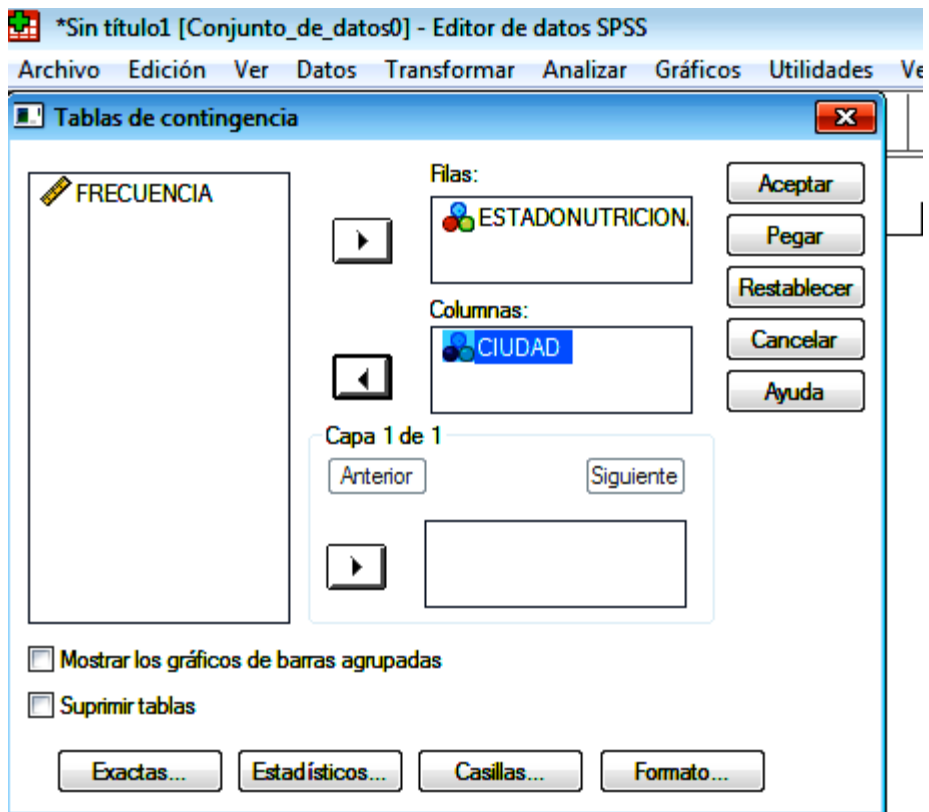 *Sin título1 [Conjunto_de_datos0] - Editor de datos SPSS
Archivo Edición Ver Datos Transformar Analizar Gráficos Utilidades Ve
Tablas de contingencia
FRECUENCIA
Filas:
ESTADONUTRICION.
Columnas:
CIUDAD
Capa 1 de 1
Anterior Siguiente
Aceptar
Pegar
Restablecer
Cancelar
Ayuda
Mostrar los gráficos de barras agrupadas
Suprimir tablas
Exactas... Estadísticos... Casillas... Formato...